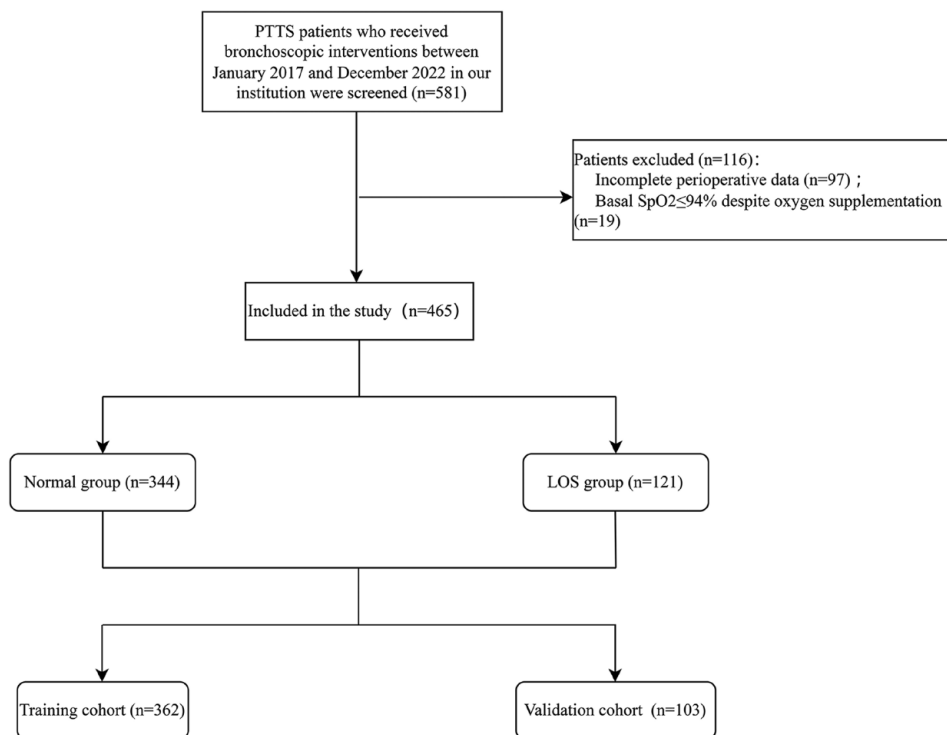 PTTS patients who received
bronchoscopic interventions between
January 2017 and December 2022 in our
institution were screened (n=581)
Patients excluded (n=116)：
Incomplete perioperative data (n=97)；
Basal SpO2≤94% despite oxygen supplementation
(n=19)
Included in the study（n=465）
Normal group (n=344)
LOS group (n=121)
Training cohort (n=362)
Validation cohort (n=103)